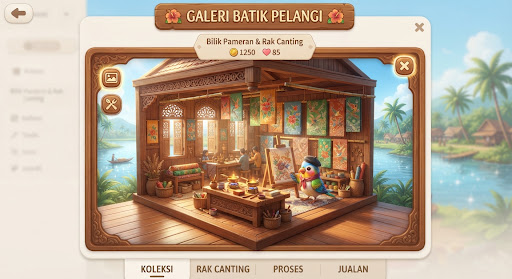 GALERI BATIK PELANGI
Bilik Pameran & Rak Canting
1250 85
KOLEKSI
RAK CANTING
PROSES
JUALAN